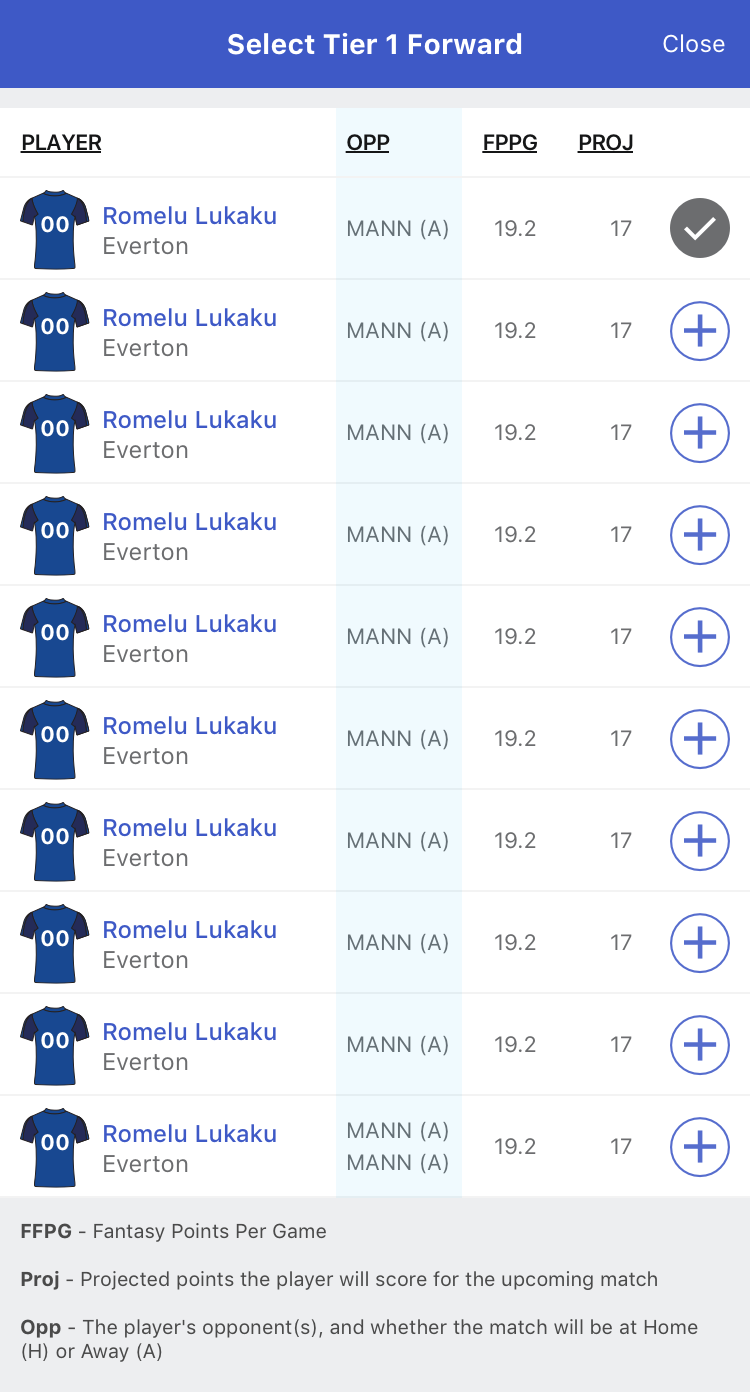 Select Tier 1 Forward Close
PLAYER OPP FPPG PROJ
00 Romelu Lukaku MANN (A) 19.2 17
Everton
00 Romelu Lukaku MANN (A) 19.2 17
Everton
00 Romelu Lukaku MANN (A) 19.2 17
Everton
00 Romelu Lukaku MANN (A) 19.2 17
Everton
00 Romelu Lukaku MANN (A) 19.2 17
Everton
00 Romelu Lukaku MANN (A) 19.2 17
Everton
00 Romelu Lukaku MANN (A) 19.2 17
Everton
00 Romelu Lukaku MANN (A) 19.2 17
Everton
00 Romelu Lukaku MANN (A) 19.2 17
Everton
00 Romelu Lukaku MANN (A) 19.2 17
Everton MANN (A)
FFPG - Fantasy Points Per Game
Proj - Projected points the player will score for the upcoming match
Opp - The player's opponent(s), and whether the match will be at Home
(H) or Away (A)